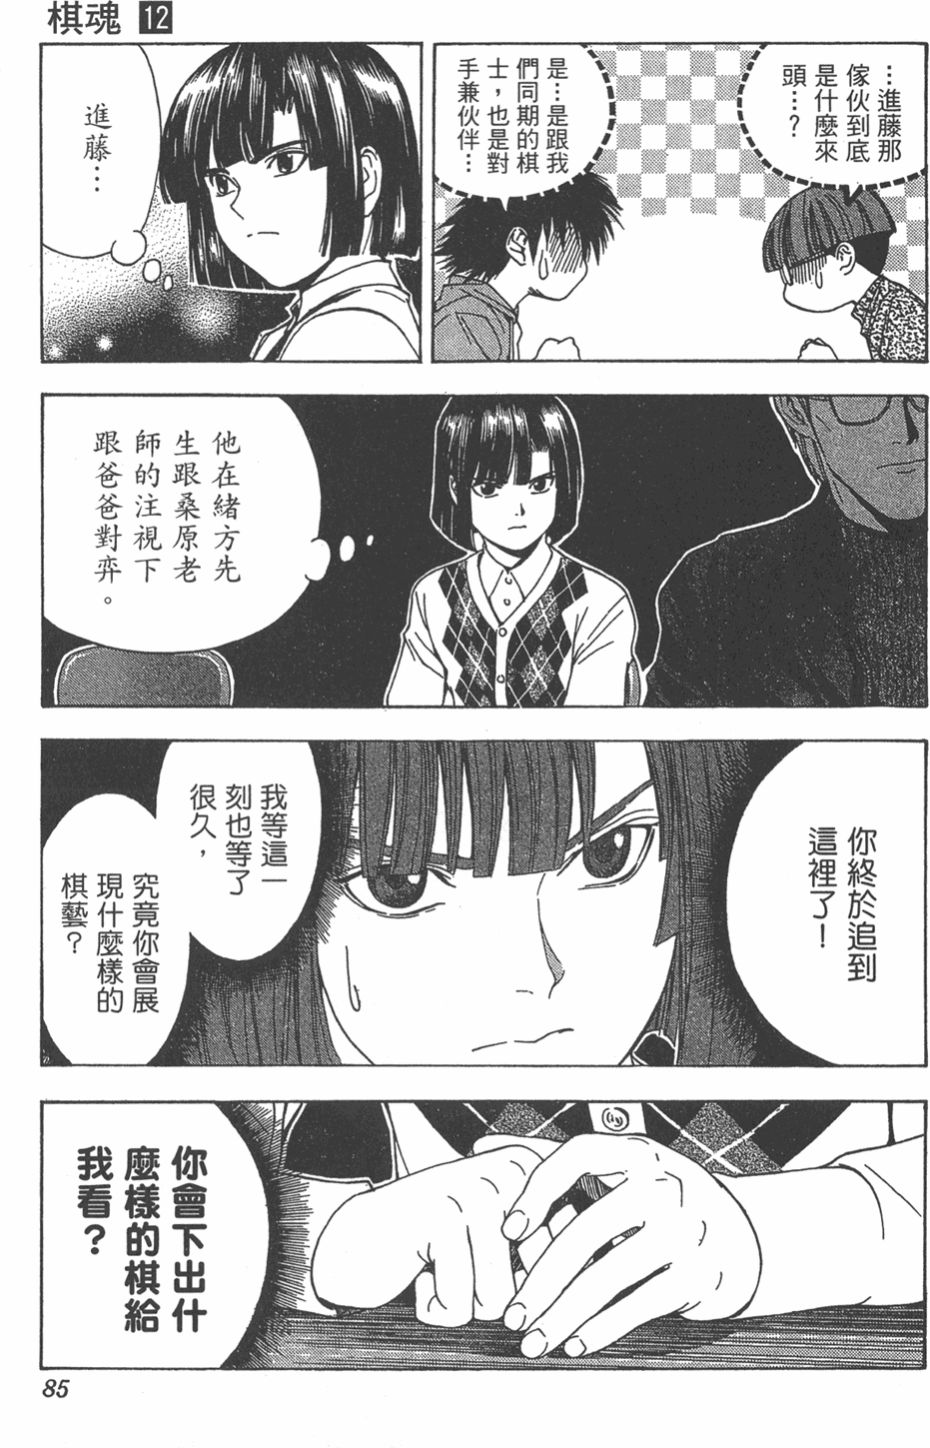 棋魂 12
…進藤那
傢伙到底
是什麼來
頭…?
是…是跟我
們同期的棋
士，也是對
手兼伙伴…
進藤…
他在緒方先
生跟桑原老
師的注視下
跟爸爸對弈。
你終於追到
這裡了!
我等這一
刻也等了
很久，
究竟你會展
現什麼樣的
棋藝?
你會下出什
麼樣的棋給
我看?
85